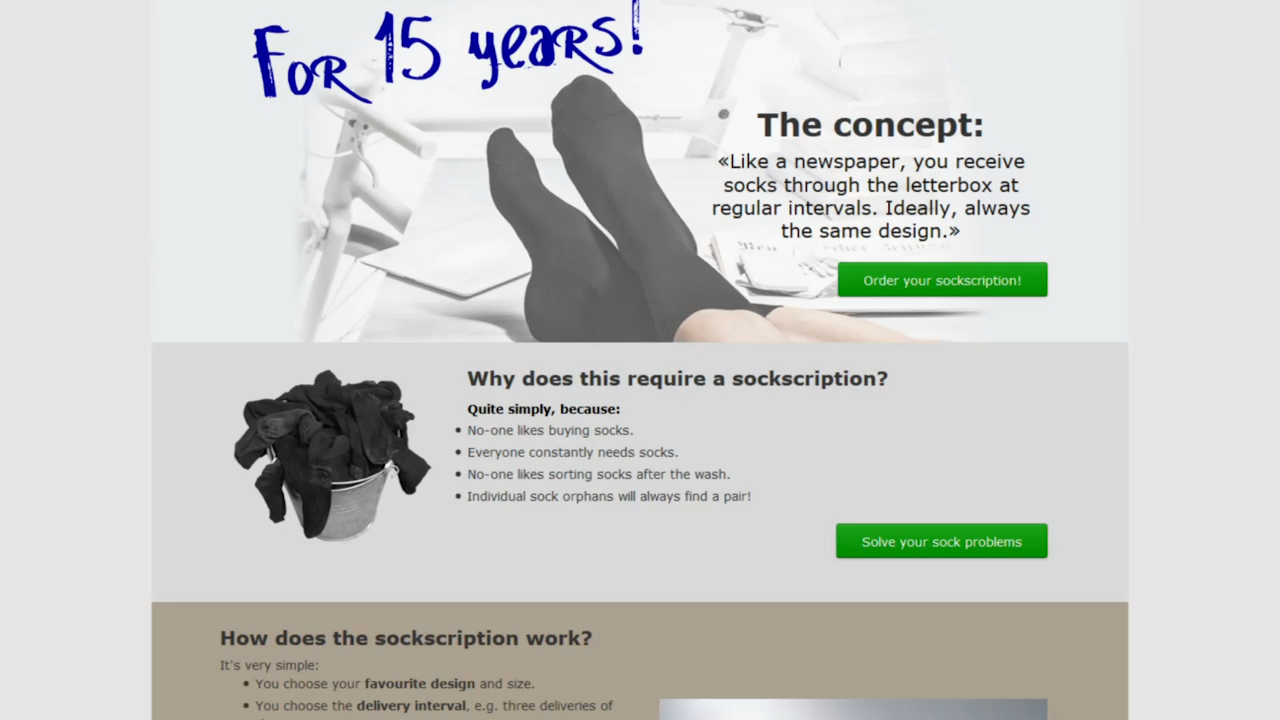 For 15 years!
The concept:
«Like a newspaper, you receive
socks through the letterbox at
regular intervals. Ideally, always
the same design.»
Order your sockscription!
Why does this require a sockscription?
Quite simply, because:
• No-one likes buying socks.
• Everyone constantly needs socks.
• No-one likes sorting socks after the wash.
• Individual sock orphans will always find a pair!
Solve your sock problems
How does the sockscription work?
It's very simple:
• You choose your favourite design and size.
• You choose the delivery interval, e.g. three deliveries of